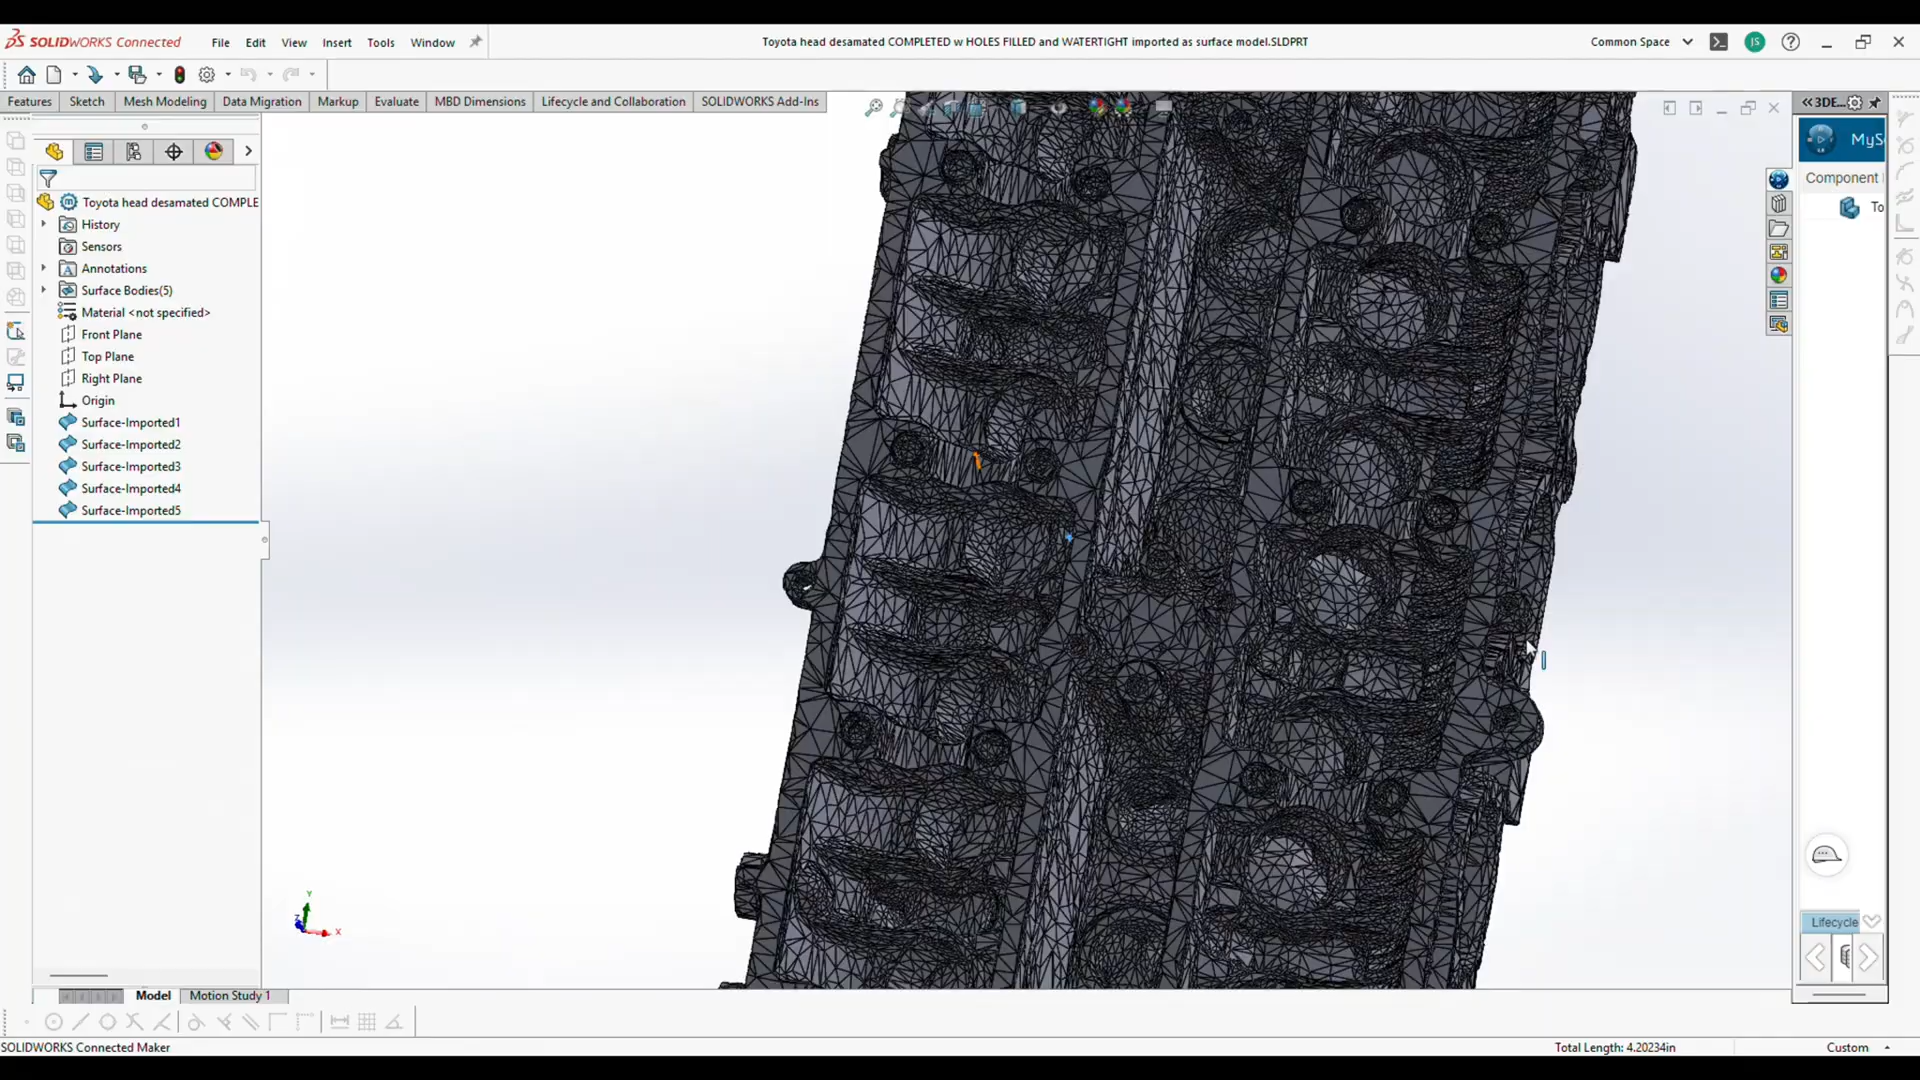 SOLIDWORKS Connected File Edit View Insert Tools Window Toyota head desamated COMPLETED w HOLES FILLED and WATERTIGHT imported as surface model.SLDPRT Common Space JS
Features Sketch Mesh Modeling Data Migration Markup Evaluate MBD Dimensions Lifecycle and Collaboration SOLIDWORKS Add-Ins
3DE...
MyS
Component
To
Toyota head desamated COMPLE
History
Sensors
Annotations
Surface Bodies(5)
Material <not specified>
Front Plane
Top Plane
Right Plane
Origin
Surface-Imported1
Surface-Imported2
Surface-Imported3
Surface-Imported4
Surface-Imported5
Y
Z
X
Lifecycle
Model Motion Study 1
SOLIDWORKS Connected Maker Total Length: 4.20234in Custom